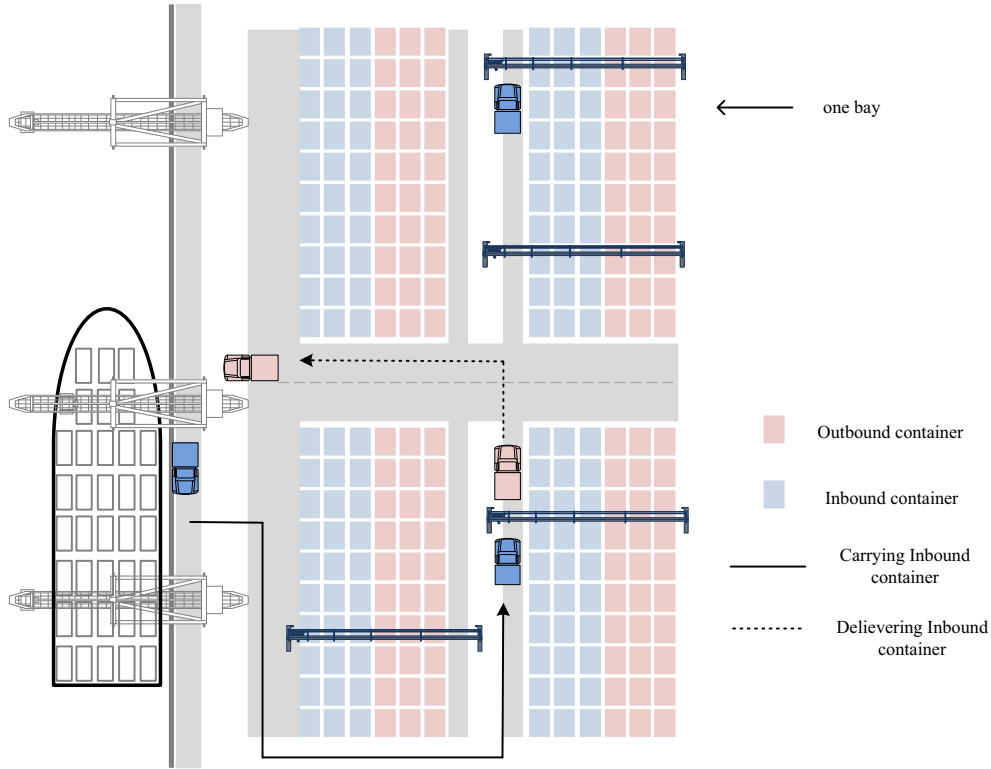 one bay
Outbound container
Inbound container
Carrying Inbound
container
Delievering Inbound
container